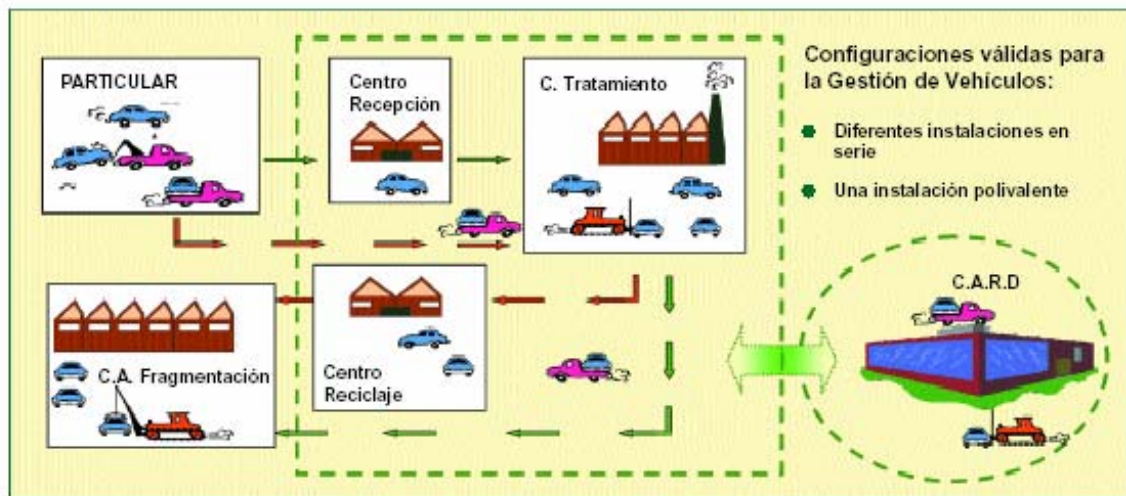 PARTICULAR
Centro
Recepción
C. Tratamiento
Configuraciones válidas para
la Gestión de Vehículos:
Diferentes instalaciones en
serie
Una instalación polivalente
C.A. Fragmentación
Centro
Reciclaje
C.A.R.D